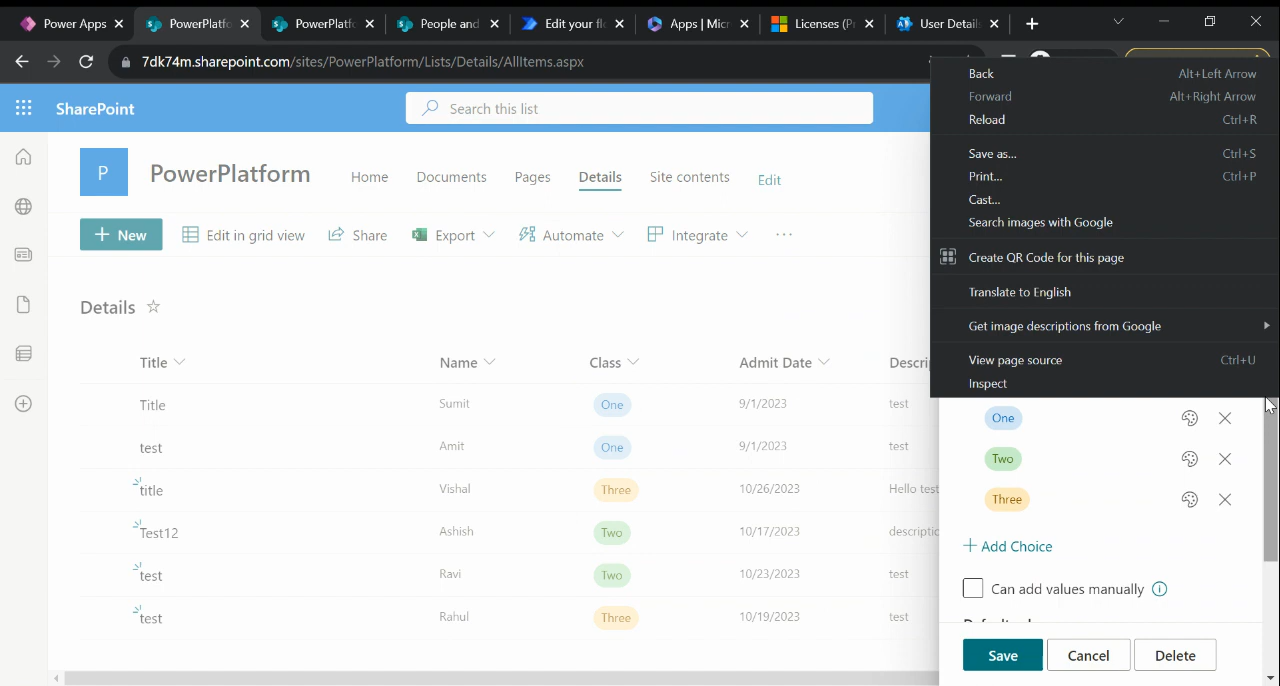 Power Apps
PowerPlatfo
PowerPlatfo
People and
Edit your flo
Apps | Micr
Licenses (Pr
User Details
7dk74m.sharepoint.com/sites/PowerPlatform/Lists/Details/AllItems.aspx
SharePoint
Search this list
P
PowerPlatform
Home
Documents
Pages
Details
Site contents
Edit
+ New
Edit in grid view
Share
Export
Automate
Integrate
...
Details
Title
Name
Class
Admit Date
Descri
Title
Sumit
One
9/1/2023
test
test
Amit
One
9/1/2023
test
title
Vishal
Three
10/26/2023
Hello test
Test12
Ashish
Two
10/17/2023
descriptio
test
Ravi
Two
10/23/2023
test
test
Rahul
Three
10/19/2023
test
Back Alt+Left Arrow
Forward Alt+Right Arrow
Reload Ctrl+R
Save as... Ctrl+S
Print... Ctrl+P
Cast...
Search images with Google
Create QR Code for this page
Translate to English
Get image descriptions from Google
View page source Ctrl+U
Inspect
One
Two
Three
+ Add Choice
Can add values manually
Save
Cancel
Delete